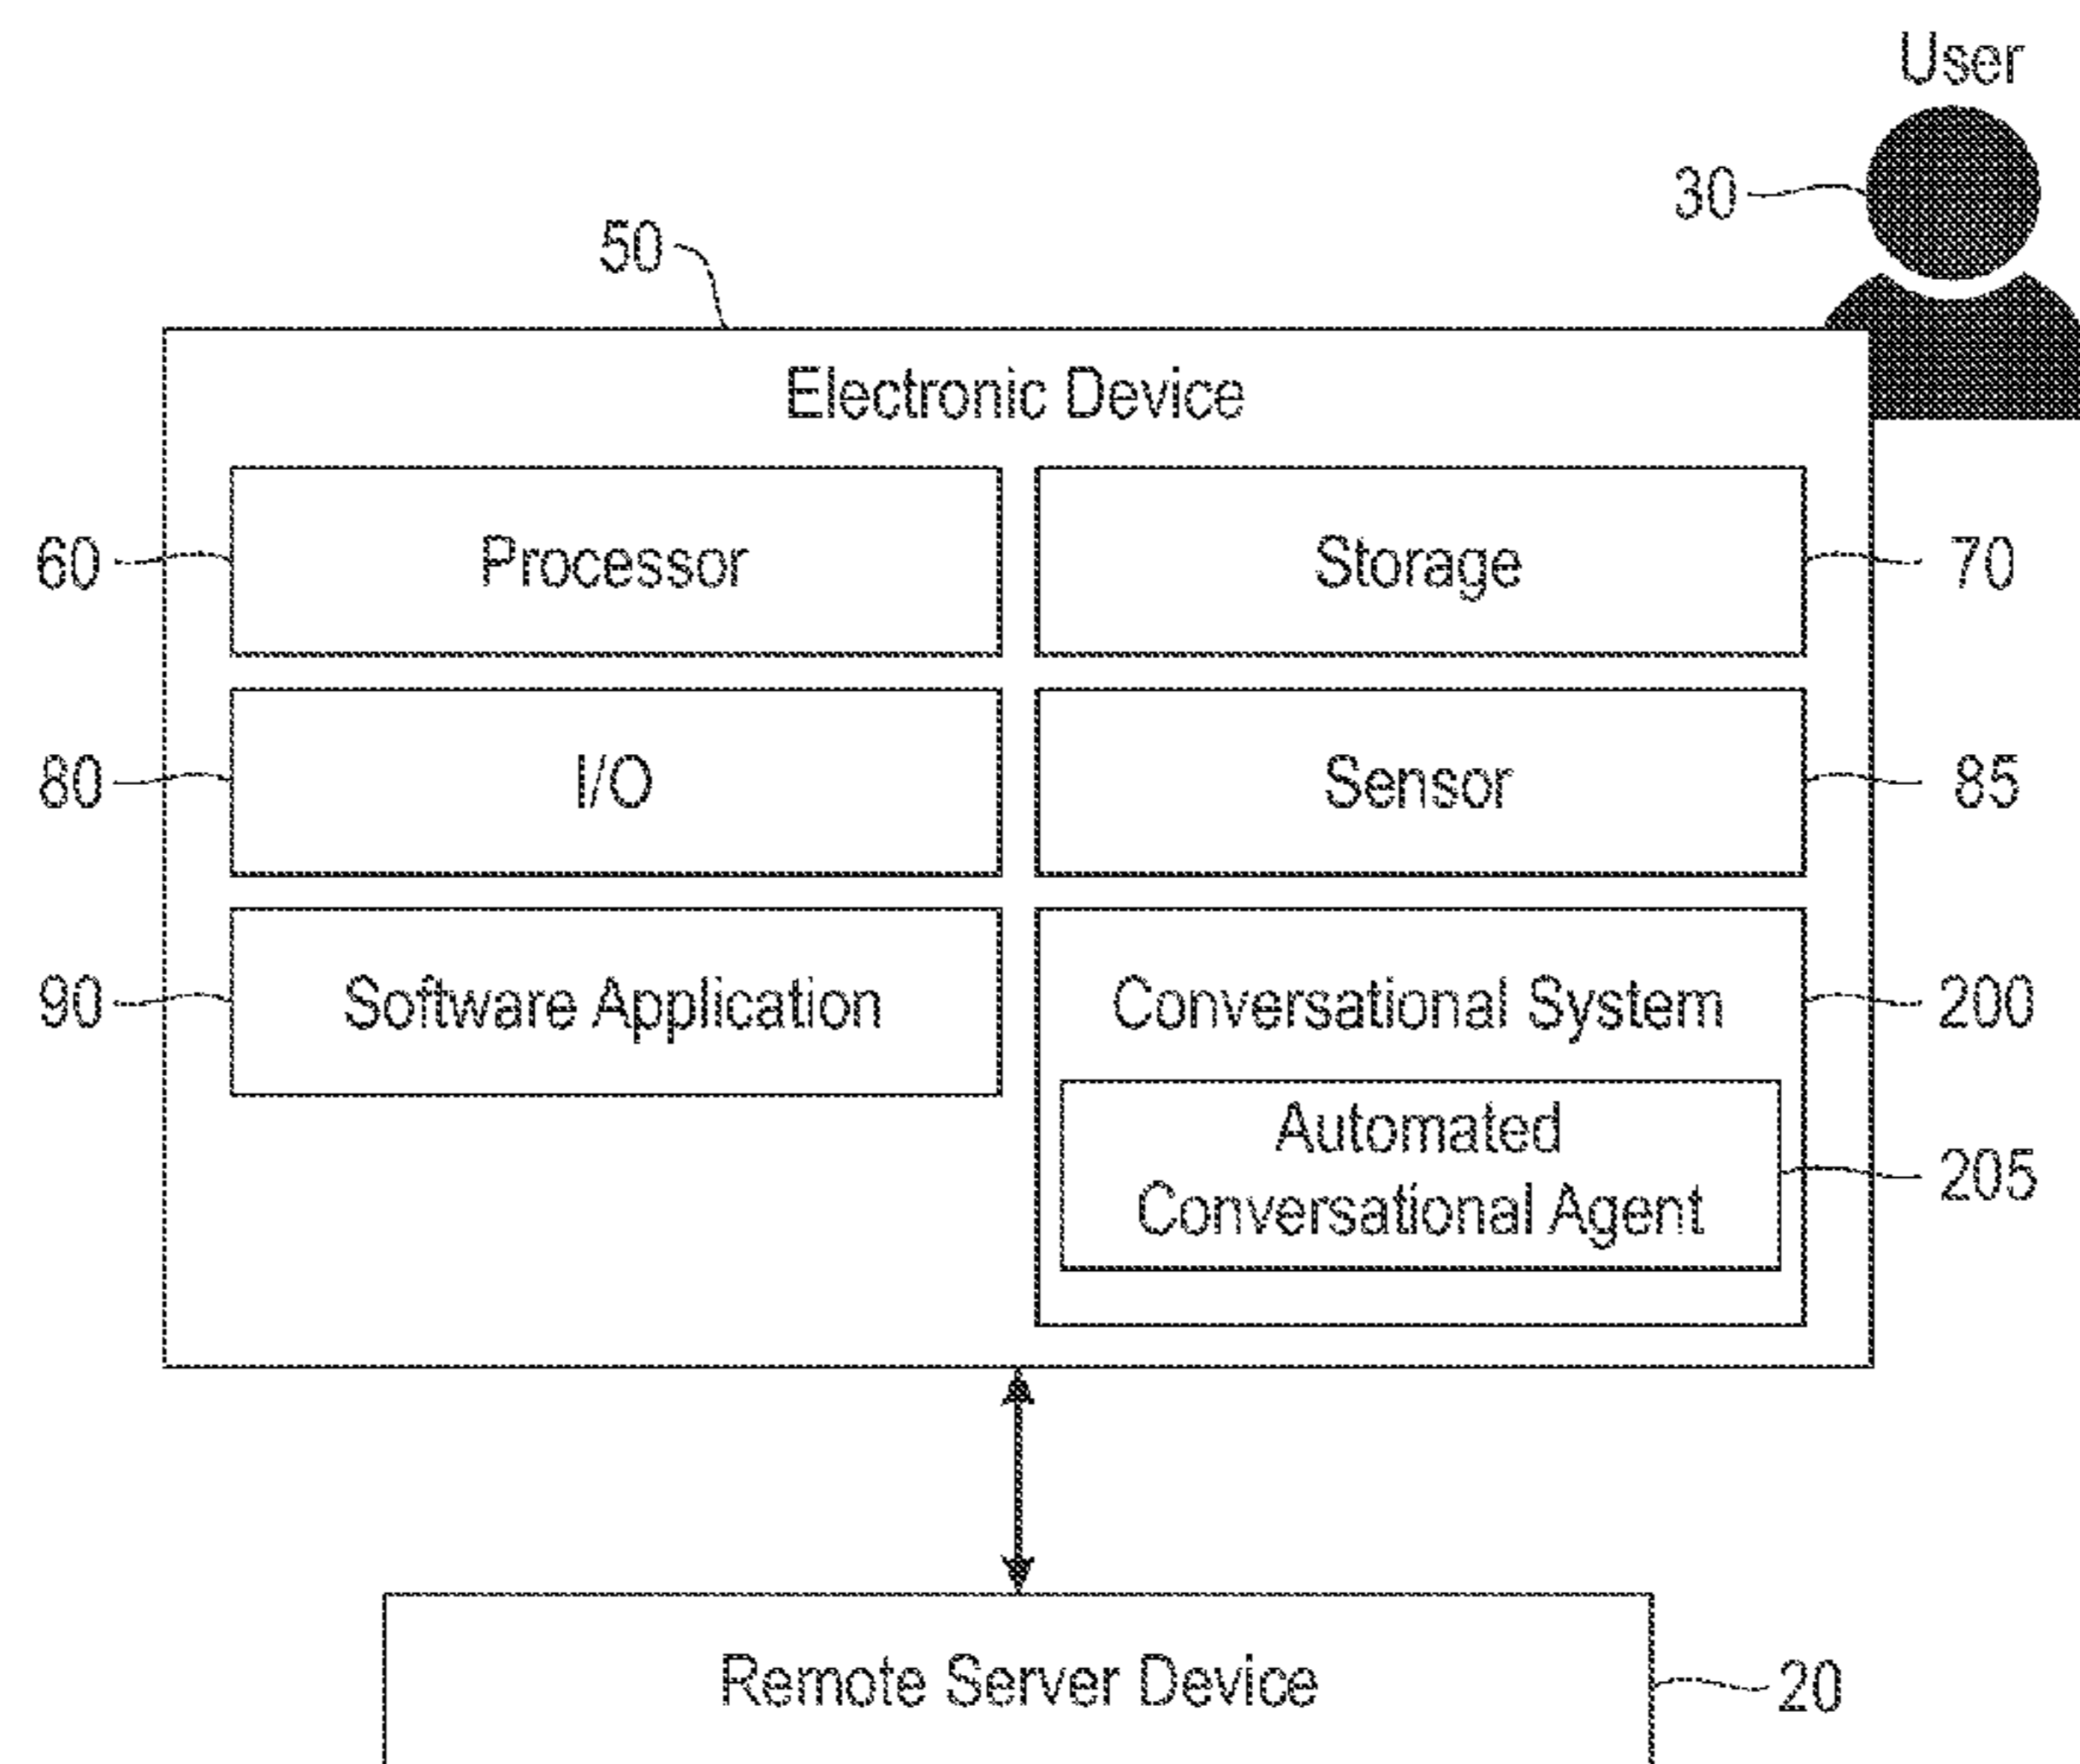 User
30
50
Electronic Device
60 Processor Storage 70
80 I/O Sensor 85
90 Software Application Conversational System 200
Automated
Conversational Agent 205
Remote Server Device 20